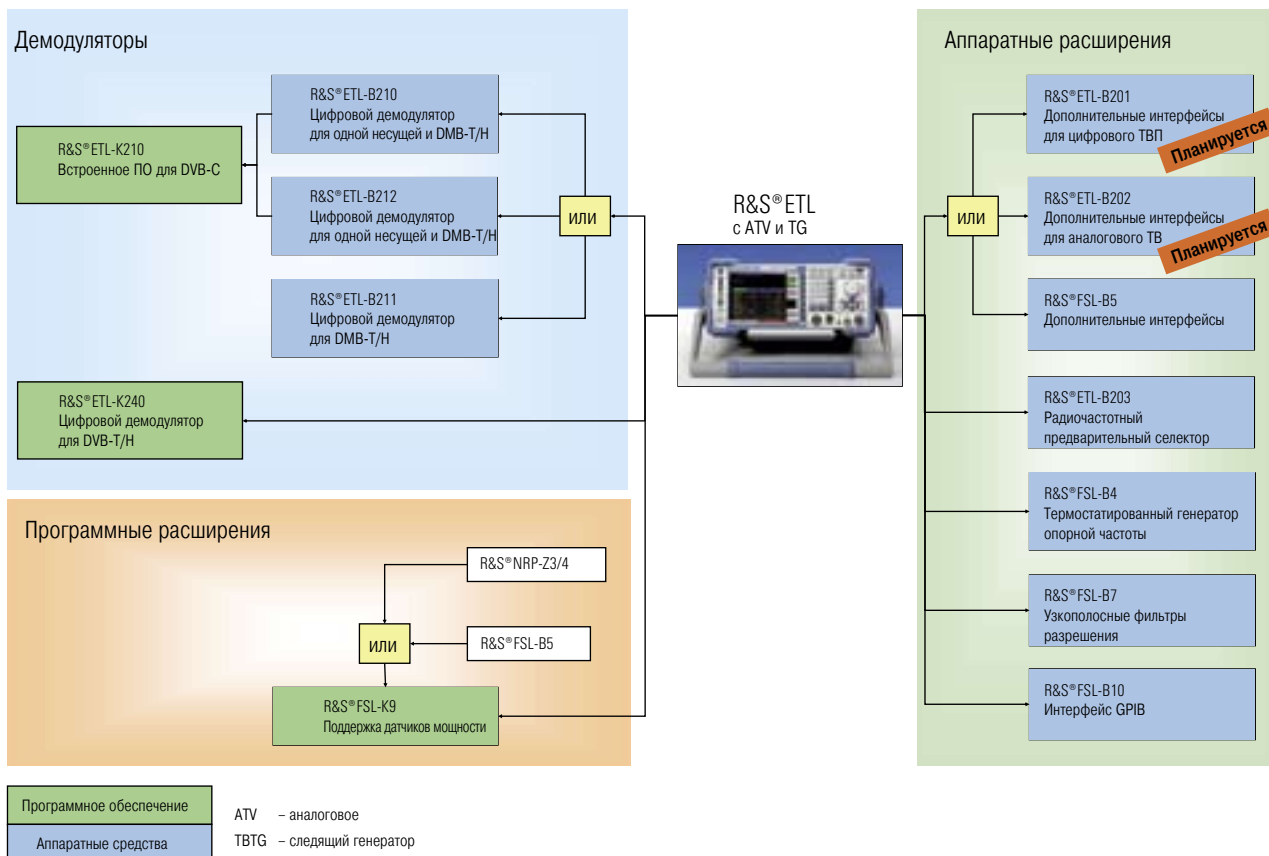 Демодуляторы
R&S®ETL-B210
Цифровой демодулятор
для одной несущей и DMB-T/H
R&S®ETL-K210
Встроенное ПО для DVB-C
R&S®ETL-B212
Цифровой демодулятор
для одной несущей и DMB-T/H
или
R&S®ETL-B211
Цифровой демодулятор
для DMB-T/H
R&S®ETL-K240
Цифровой демодулятор
для DVB-T/H
Программные расширения
R&S®NRP-Z3/4
или
R&S®FSL-B5
R&S®FSL-K9
Поддержка датчиков мощности
R&S®ETL
с ATV и TG
Аппаратные расширения
R&S®ETL-B201
Дополнительные интерфейсы
для цифрового ТВП
Планируется
или
R&S®ETL-B202
Дополнительные интерфейсы
для аналогового ТВ
Планируется
R&S®FSL-B5
Дополнительные интерфейсы
R&S®ETL-B203
Радиочастотный
предварительный селектор
R&S®FSL-B4
Термостатированный генератор
опорной частоты
R&S®FSL-B7
Узкополосные фильтры
разрешения
R&S®FSL-B10
Интерфейс GPIB
Программное обеспечение
Аппаратные средства
ATV – аналоговое
ТВTG – следящий генератор